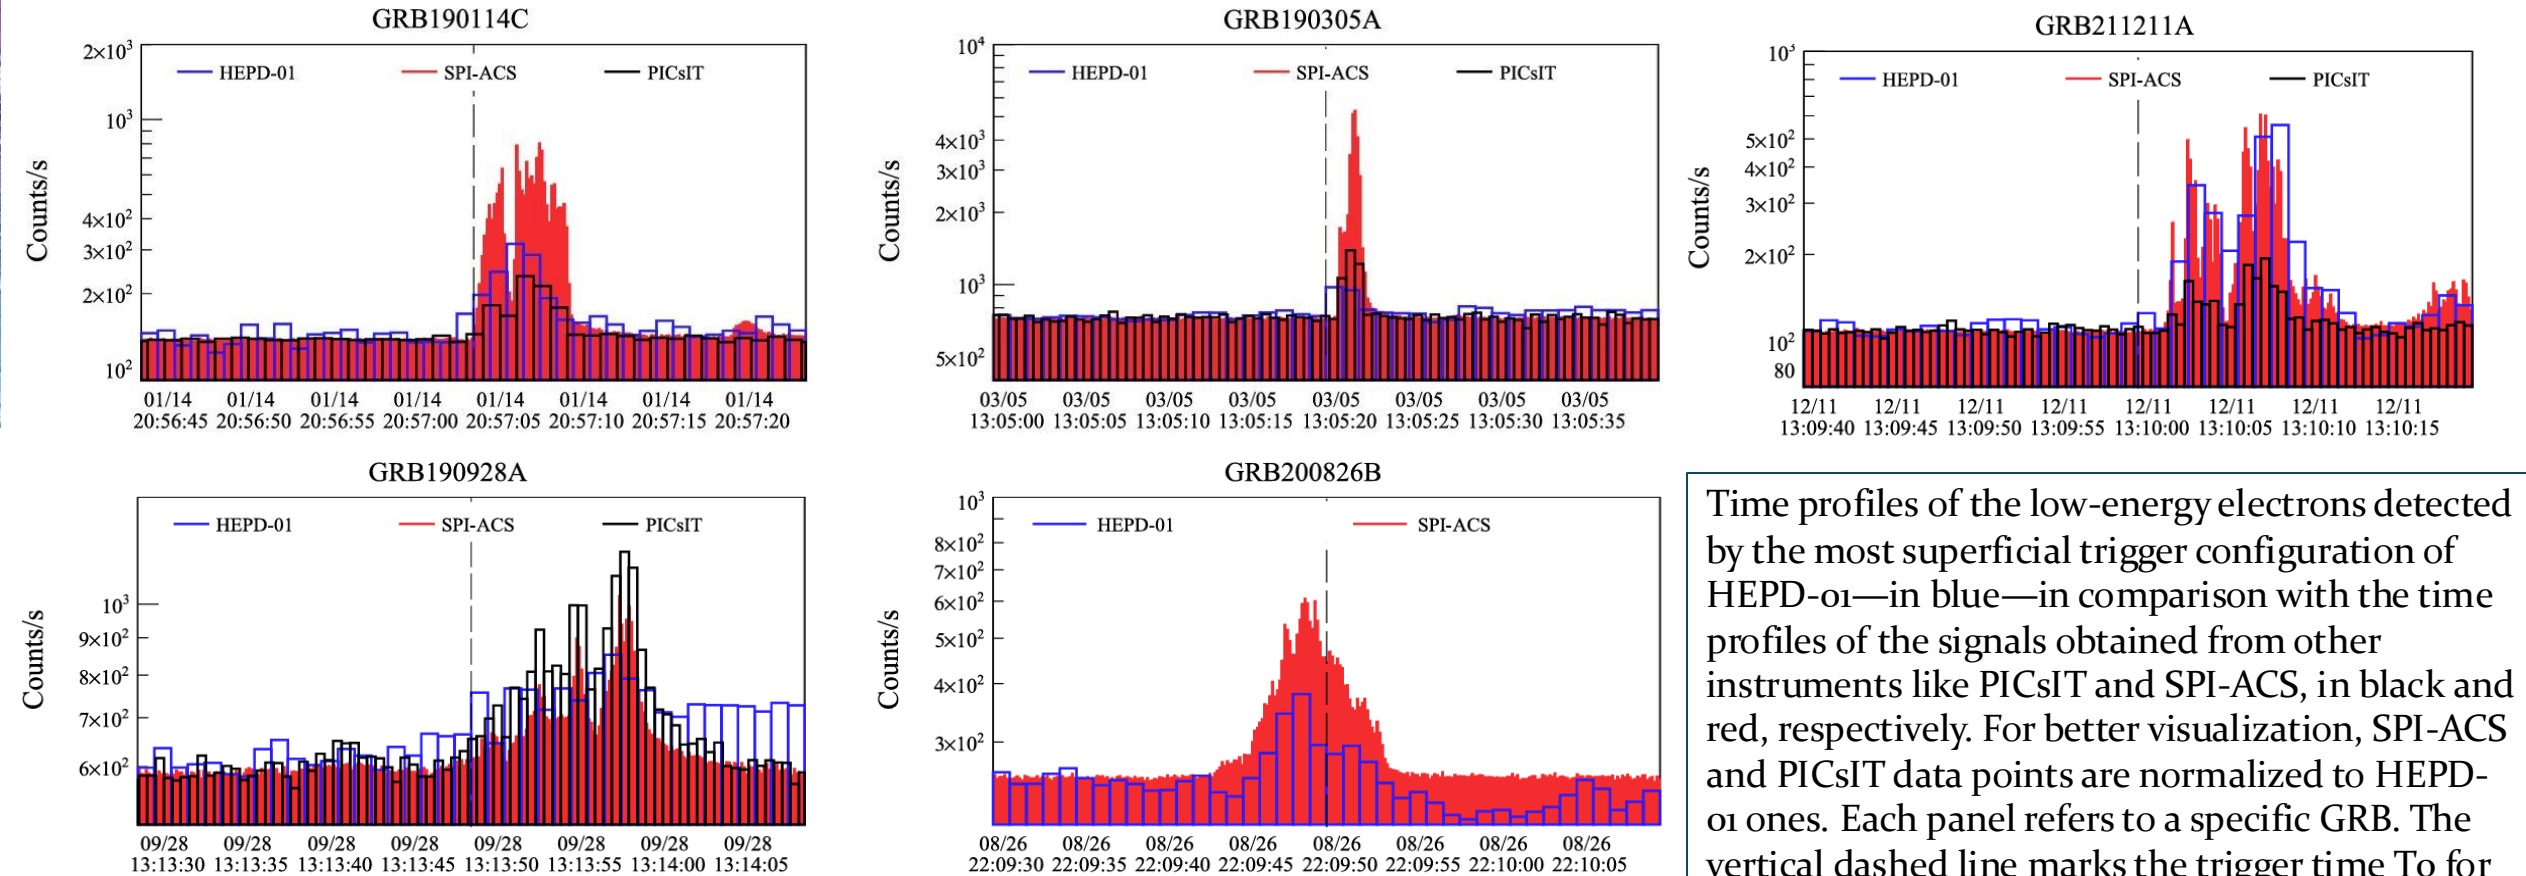 GRB190114C
2×10³
HEPD-01 SPI-ACS PICsIT
10³
Counts/s
4×10²
3×10²
2×10²
10²
01/14 01/14 01/14 01/14 01/14 01/14 01/14 01/14
20:56:45 20:56:50 20:56:55 20:57:00 20:57:05 20:57:10 20:57:15 20:57:20
GRB190305A
10⁴
HEPD-01 SPI-ACS PICsIT
Counts/s
4×10³
3×10³
2×10³
10³
5×10²
03/05 03/05 03/05 03/05 03/05 03/05 03/05 03/05
13:05:00 13:05:05 13:05:10 13:05:15 13:05:20 13:05:25 13:05:30 13:05:35
GRB211211A
10³
HEPD-01 SPI-ACS PICsIT
Counts/s
5×10²
4×10²
3×10²
2×10²
10²
80
12/11 12/11 12/11 12/11 12/11 12/11 12/11 12/11
13:09:40 13:09:45 13:09:50 13:09:55 13:10:00 13:10:05 13:10:10 13:10:15
GRB190928A
HEPD-01 SPI-ACS PICsIT
Counts/s
10³
9×10²
8×10²
7×10²
6×10²
09/28 09/28 09/28 09/28 09/28 09/28 09/28 09/28
13:13:30 13:13:35 13:13:40 13:13:45 13:13:50 13:13:55 13:14:00 13:14:05
GRB200826B
10³
HEPD-01 SPI-ACS
Counts/s
8×10²
7×10²
6×10²
5×10²
4×10²
3×10²
08/26 08/26 08/26 08/26 08/26 08/26 08/26 08/26
22:09:30 22:09:35 22:09:40 22:09:45 22:09:50 22:09:55 22:10:00 22:10:05
Time profiles of the low-energy electrons detected
by the most superficial trigger configuration of
HEPD-01—in blue—in comparison with the time
profiles of the signals obtained from other
instruments like PICsIT and SPI-ACS, in black and
red, respectively. For better visualization, SPI-ACS
and PICsIT data points are normalized to HEPD-
01 ones. Each panel refers to a specific GRB. The
vertical dashed line marks the trigger time T0 for